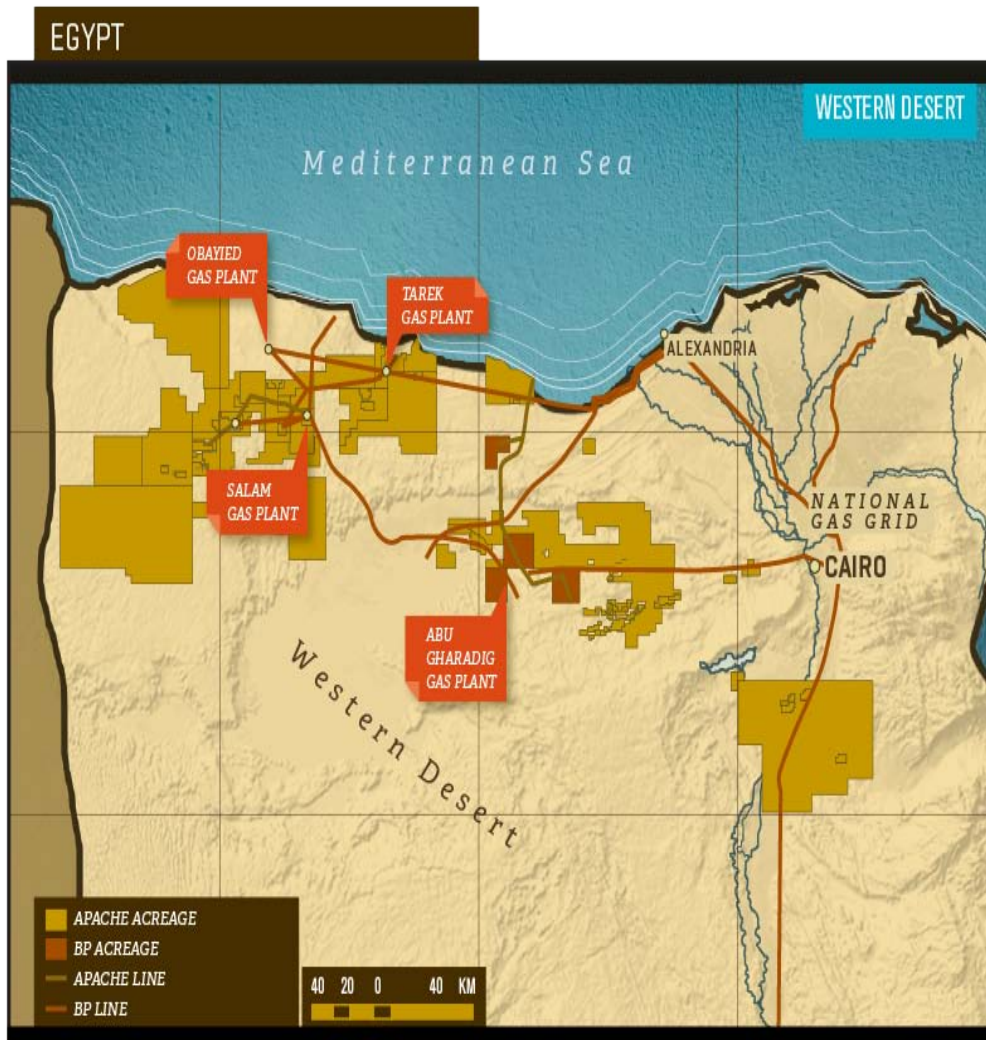 EGYPT
WESTERN DESERT
Mediterranean Sea
OBAYIED
GAS PLANT
TAREK
GAS PLANT
ALEXANDRIA
SALAM
GAS PLANT
NATIONAL
GAS GRID
CAIRO
ABU
GHARADIG
GAS PLANT
Western Desert
APACHE ACREAGE
BP ACREAGE
APACHE LINE
BP LINE
40 20 0 40 KM